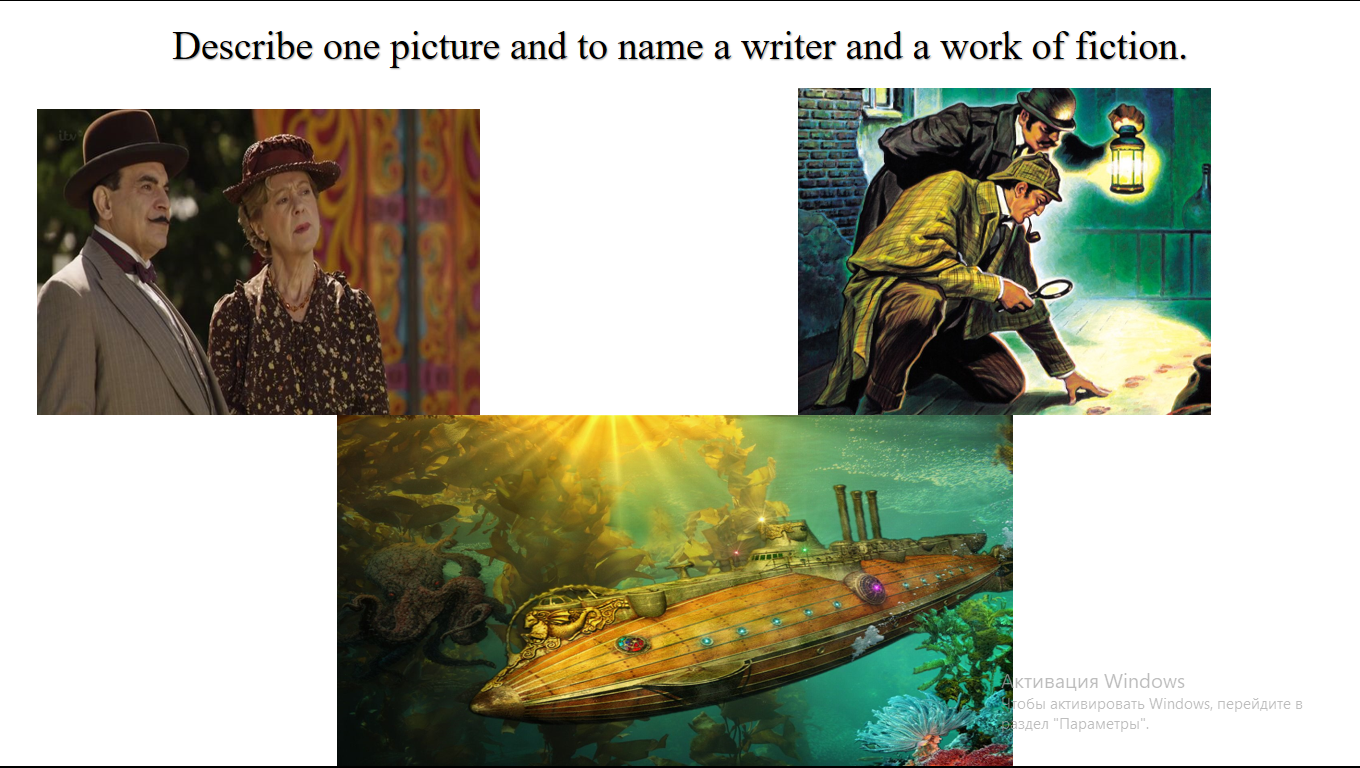 Describe one picture and to name a writer and a work of fiction.
itv
Активация Windows
Чтобы активировать Windows, перейдите в
раздел "Параметры".